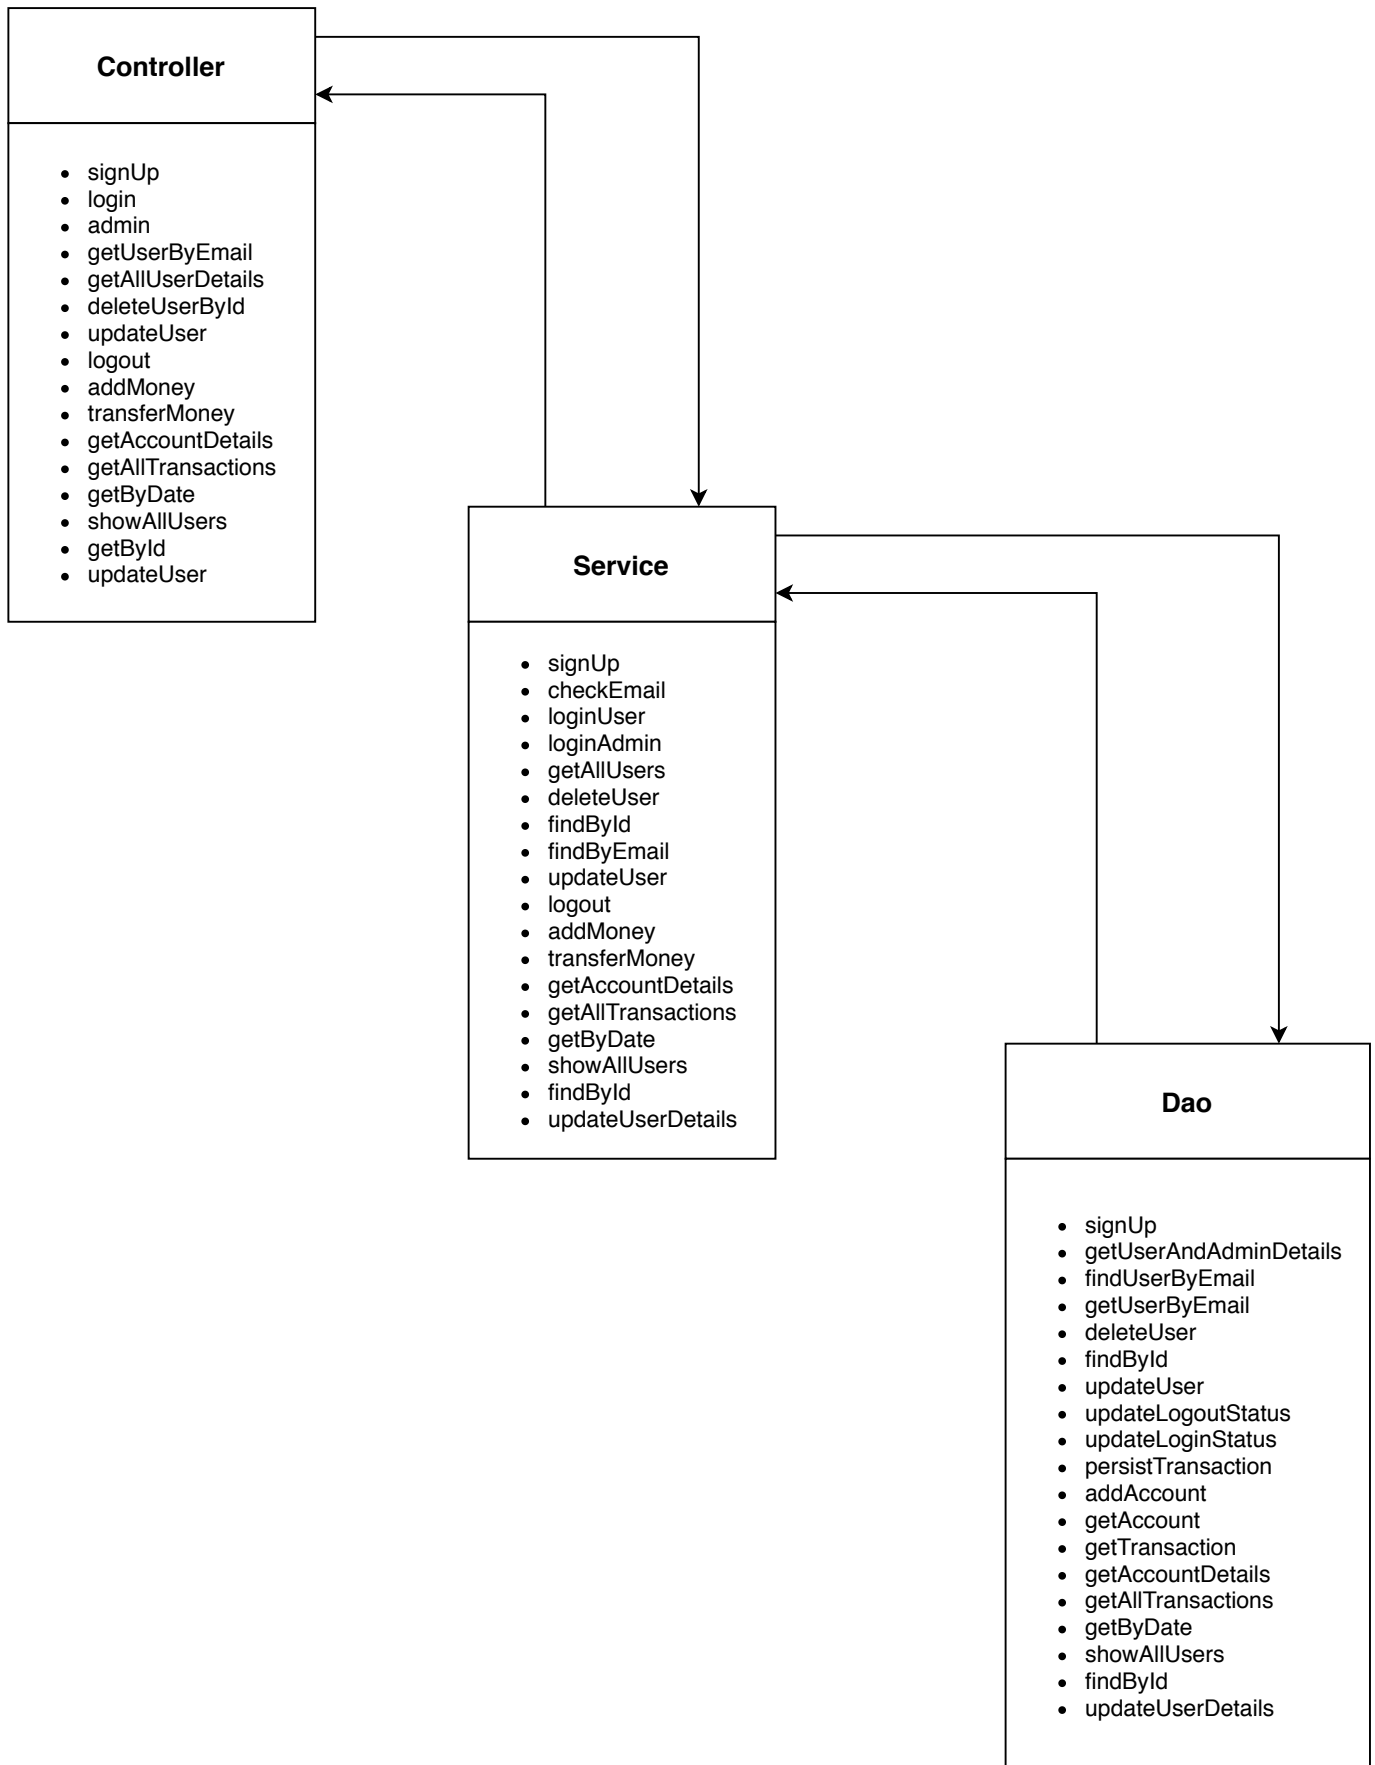 Controller
signUp
login
admin
getUserByEmail
getAllUserDetails
deleteUserById
updateUser
logout
addMoney
transferMoney
getAccountDetails
getAllTransactions
getByDate
showAllUsers
getById
updateUser
Service
signUp
checkEmail
loginUser
loginAdmin
getAllUsers
deleteUser
findById
findByEmail
updateUser
logout
addMoney
transferMoney
getAccountDetails
getAllTransactions
getByDate
showAllUsers
findById
updateUserDetails
Dao
signUp
getUserAndAdminDetails
findUserByEmail
getUserByEmail
deleteUser
findById
updateUser
updateLogoutStatus
updateLoginStatus
persistTransaction
addAccount
getAccount
getTransaction
getAccountDetails
getAllTransactions
getByDate
showAllUsers
findById
updateUserDetails